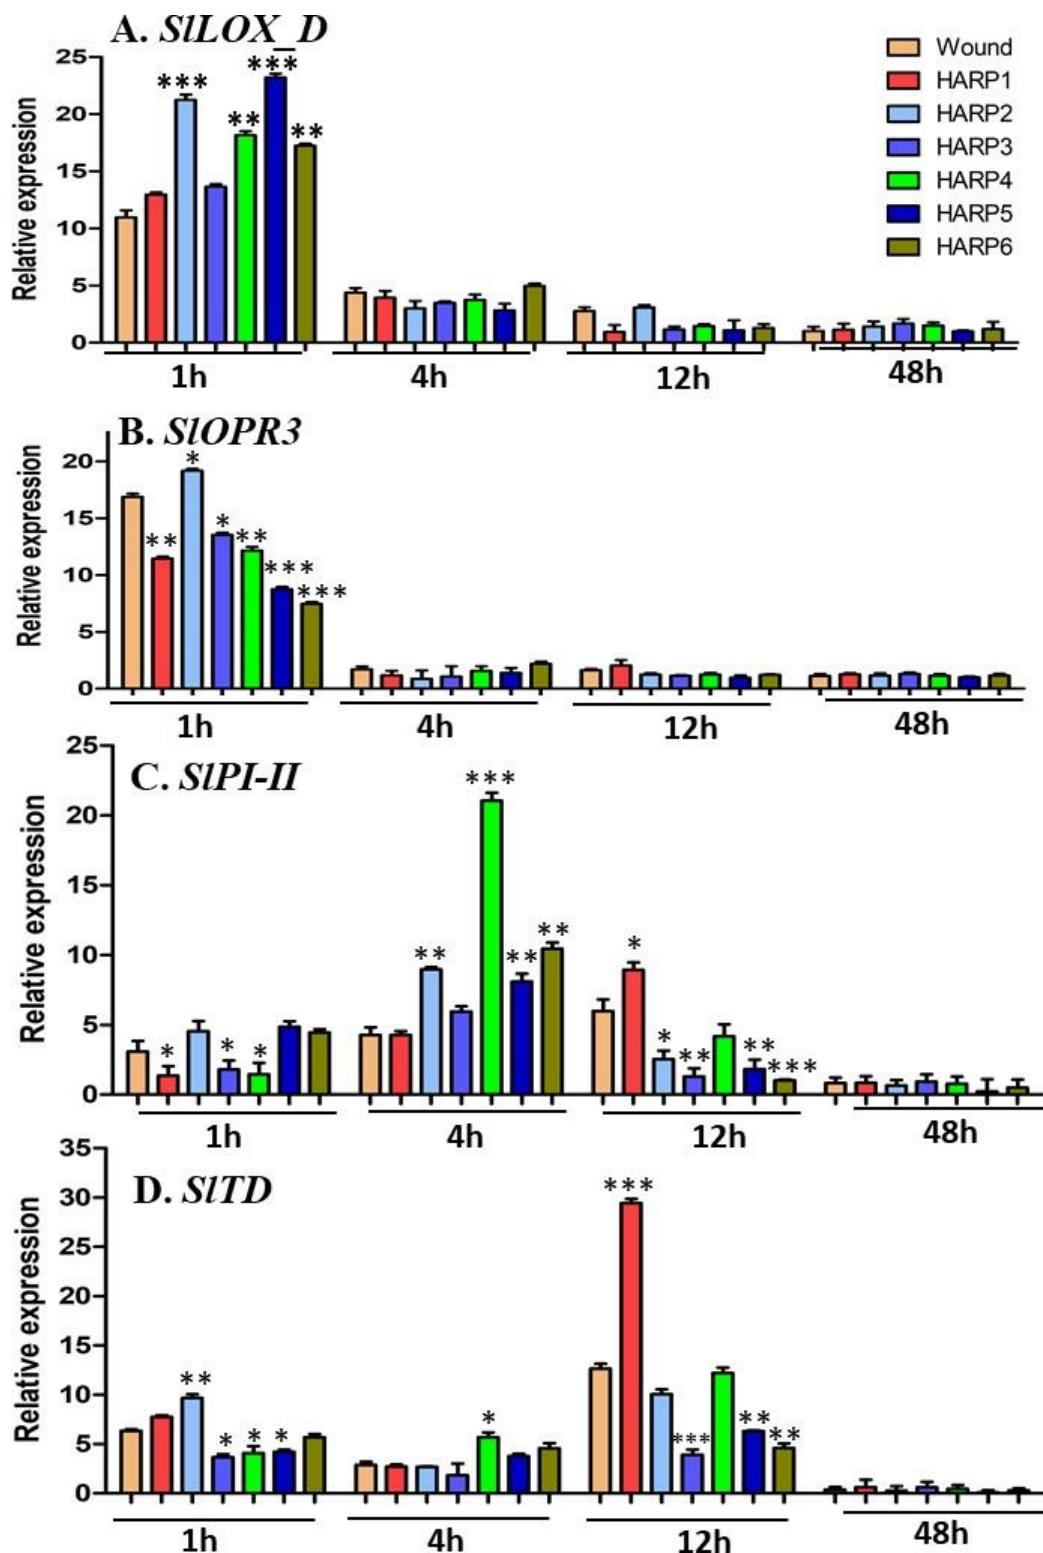 A. SlLOX_D
Relative expression
25
20
15
10
5
0
*** ** *** **
1h 4h 12h 48h
Wound
HARP1
HARP2
HARP3
HARP4
HARP5
HARP6
B. SlOPR3
Relative expression
20
15
10
5
0
** * * ** *** ***
1h 4h 12h 48h
C. SlPI-II
Relative expression
25
20
15
10
5
0
* * * ** *** ** ** * * ** ** ***
1h 4h 12h 48h
D. SlTD
Relative expression
35
30
25
20
15
10
5
0
** * * * * *** *** ** **
1h 4h 12h 48h